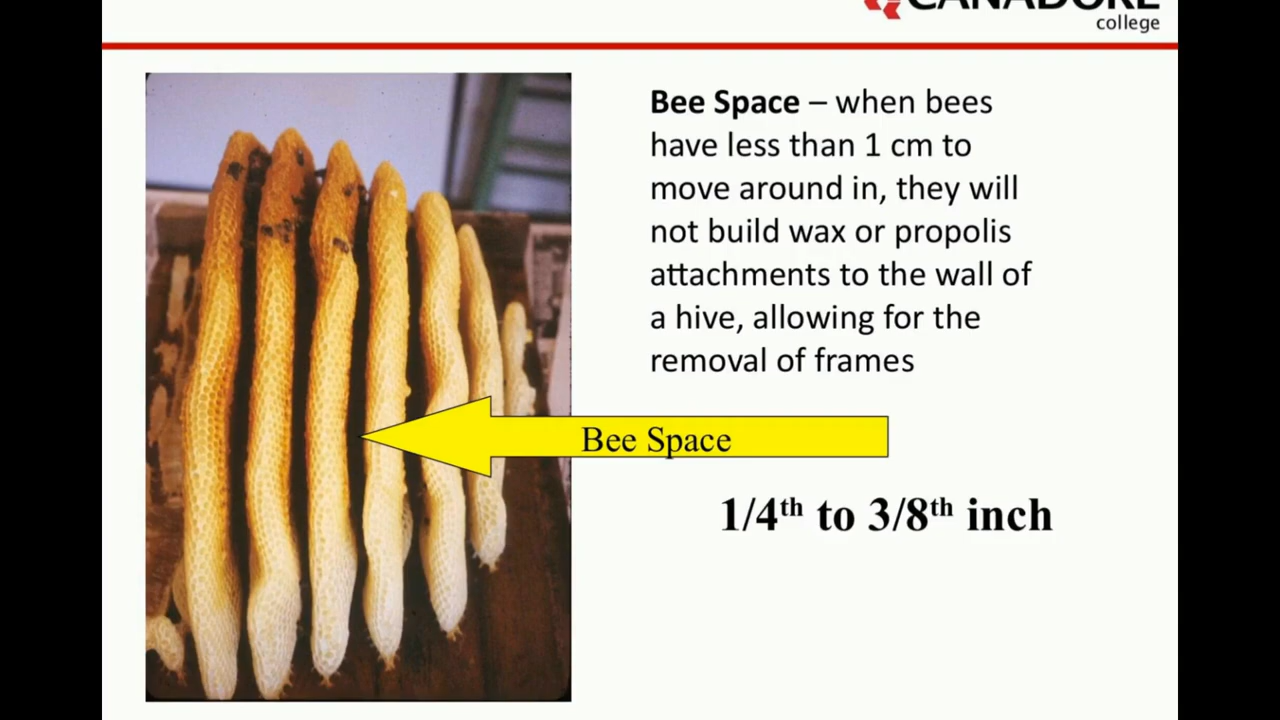 CANADORE
college
Bee Space – when bees
have less than 1 cm to
move around in, they will
not build wax or propolis
attachments to the wall of
a hive, allowing for the
removal of frames
Bee Space
1/4th to 3/8th inch